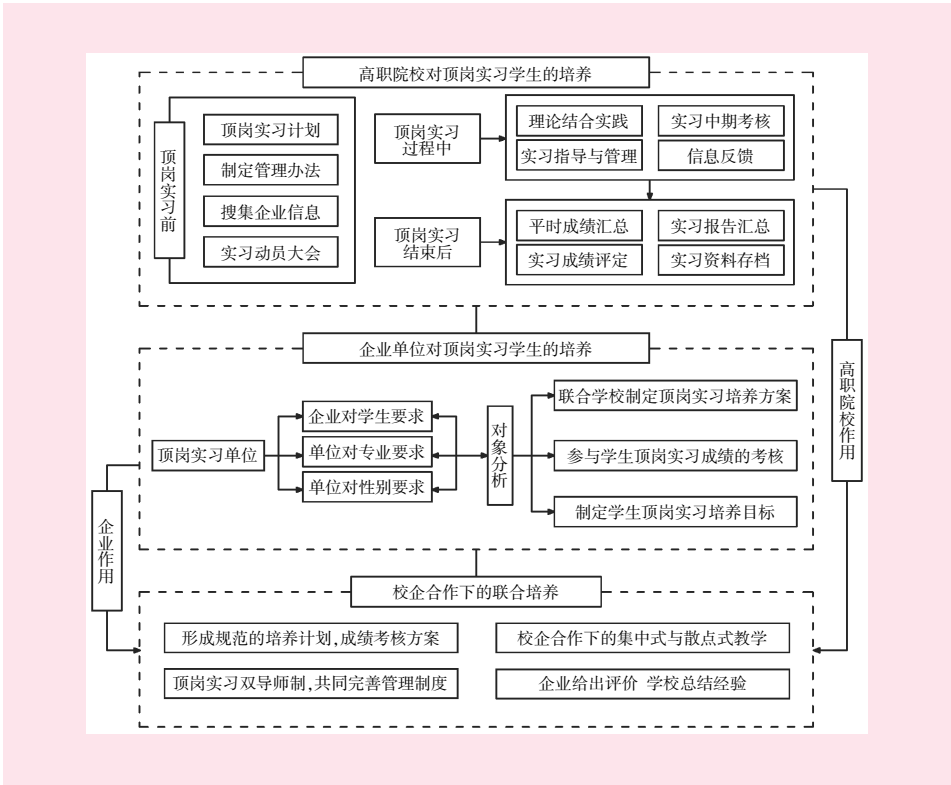 高职院校对顶岗实习学生的培养
顶岗实习前
顶岗实习计划
制定管理办法
搜集企业信息
实习动员大会
顶岗实习
过程中
理论结合实践
实习中期考核
实习指导与管理
信息反馈
顶岗实习
结束后
平时成绩汇总
实习报告汇总
实习成绩评定
实习资料存档
高职院校作用
企业单位对顶岗实习学生的培养
顶岗实习单位
企业对学生要求
单位对专业要求
单位对性别要求
对象分析
联合学校制定顶岗实习培养方案
参与学生顶岗实习成绩的考核
制定学生顶岗实习培养目标
企业作用
校企合作下的联合培养
形成规范的培养计划,成绩考核方案
校企合作下的集中式与散点式教学
顶岗实习双导师制,共同完善管理制度
企业给出评价 学校总结经验